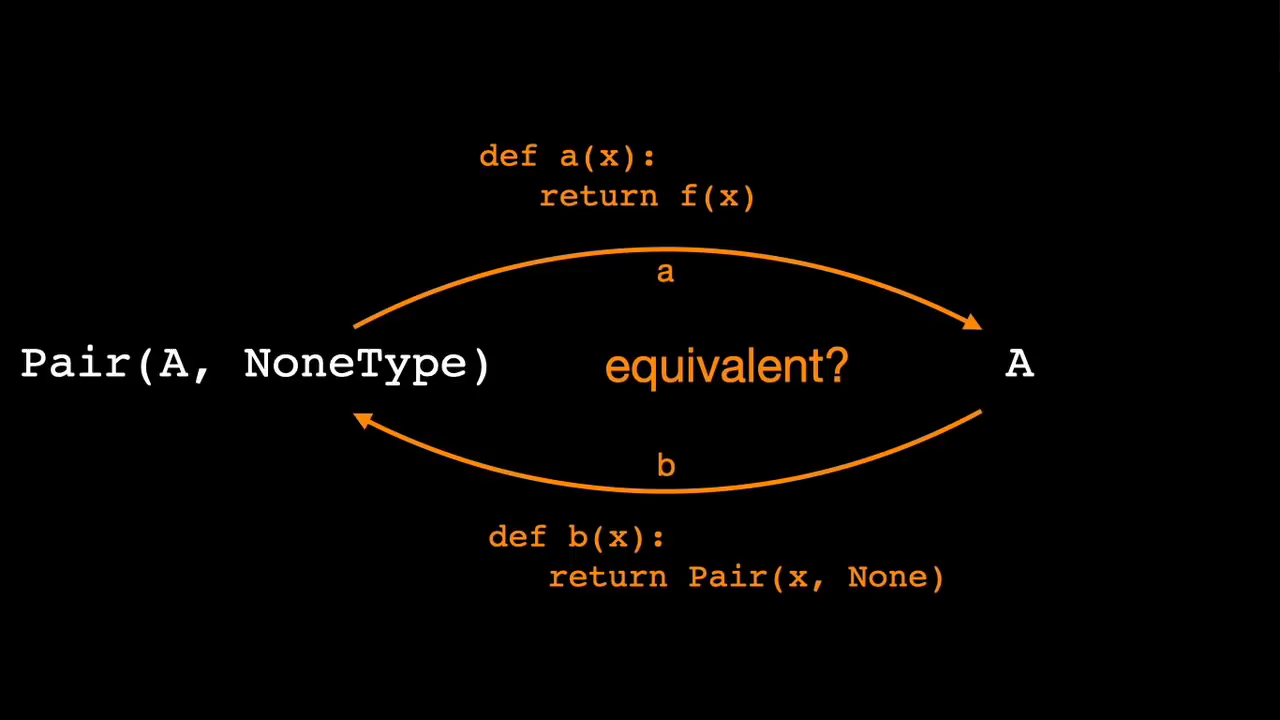 def a(x):
return f(x)
a
Pair(A, NoneType) equivalent? A
b
def b(x):
return Pair(x, None)